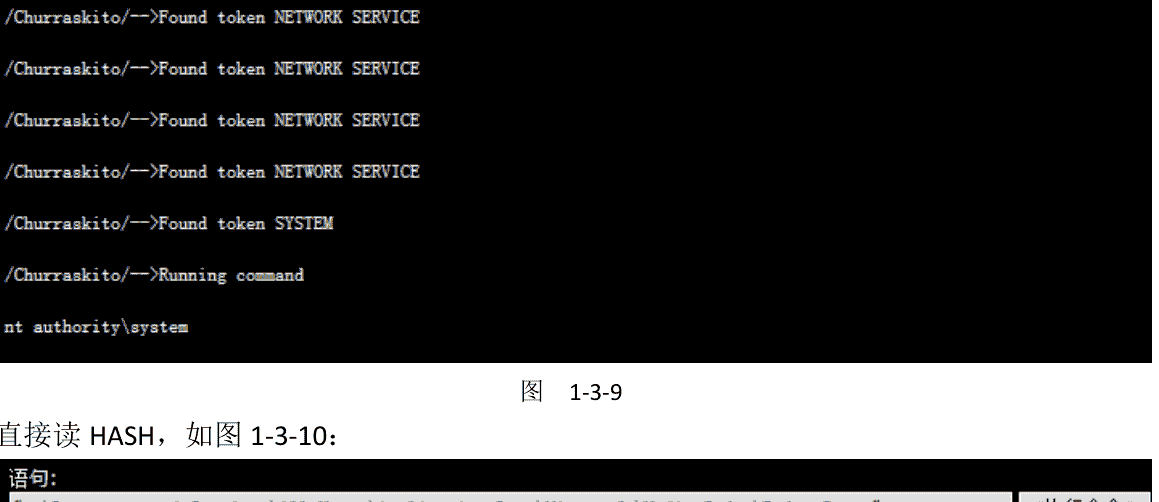 /Churraskito/-->Found token NETWORK SERVICE
/Churraskito/-->Found token NETWORK SERVICE
/Churraskito/-->Found token NETWORK SERVICE
/Churraskito/-->Found token NETWORK SERVICE
/Churraskito/-->Found token SYSTEM
/Churraskito/-->Running command
nt authority\system
图 1-3-9
直接读 HASH，如图 1-3-10：
语句: